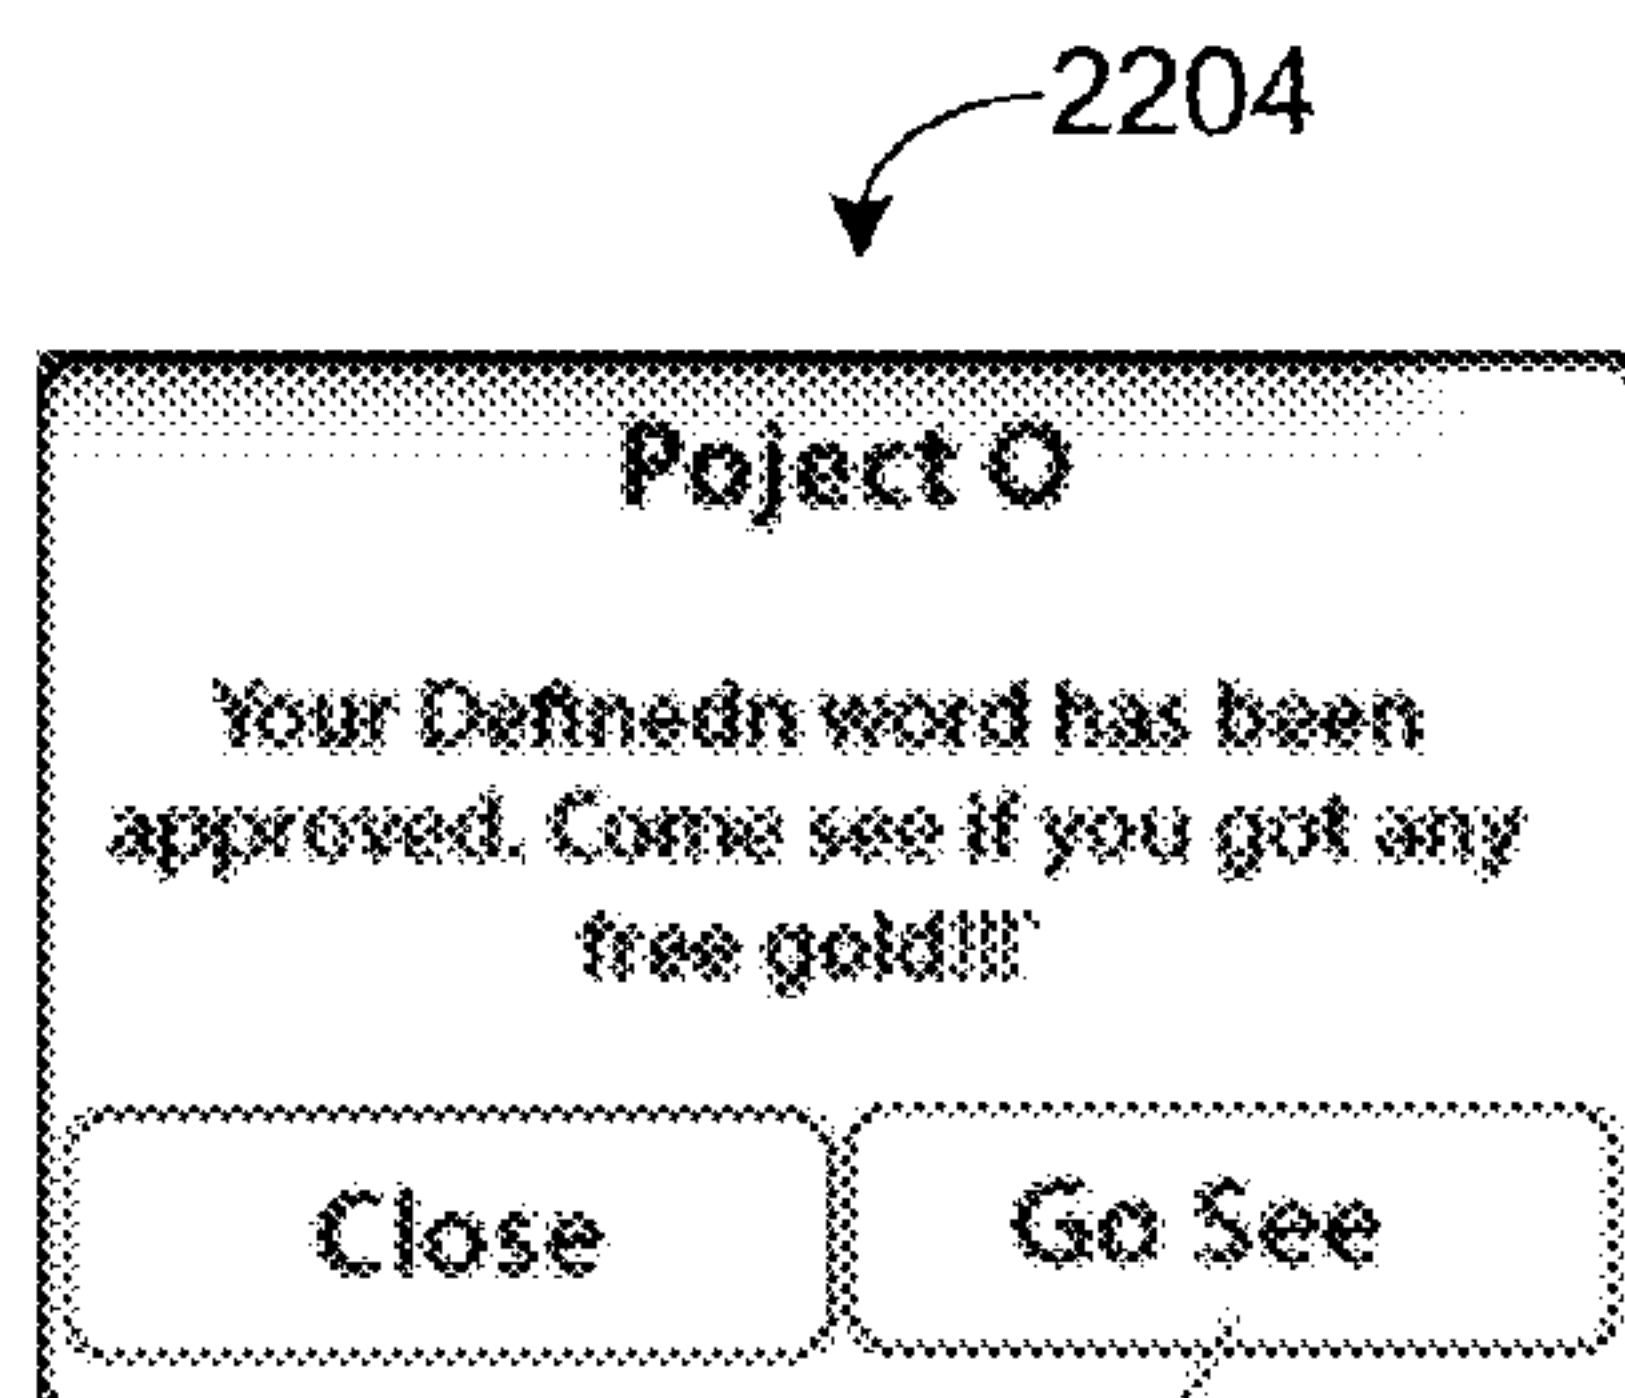 2204
Poject O
Your Definedn word has been
approved. Come see if you got any
free gold!!!`
Close
Go See